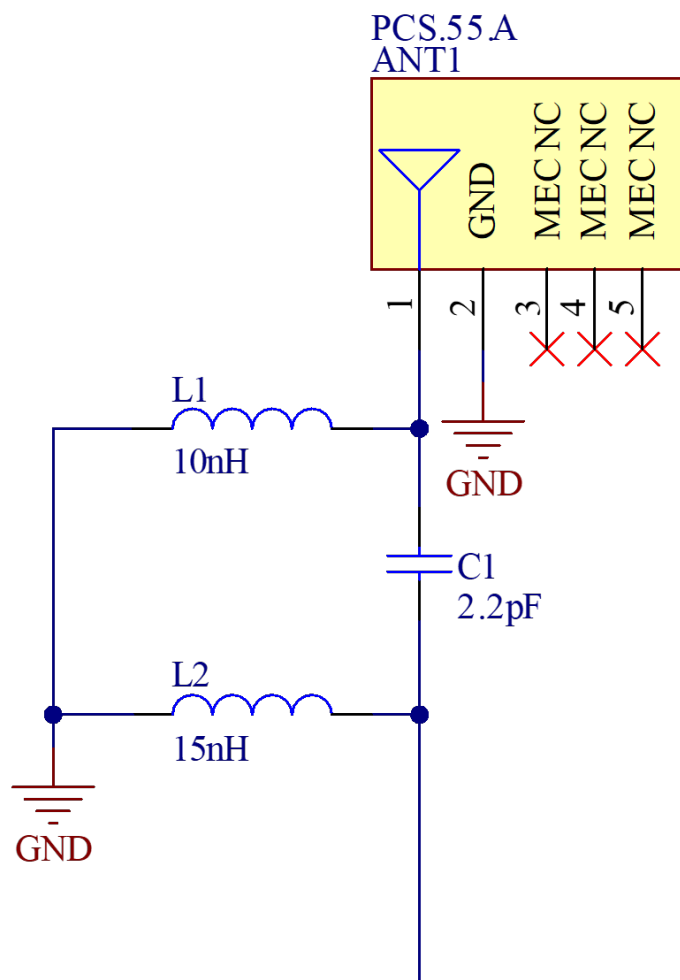 PCS.55.A
ANT1
GND
MEC NC
MEC NC
MEC NC
1
2
3
4
5
L1
10nH
GND
C1
2.2pF
L2
15nH
GND